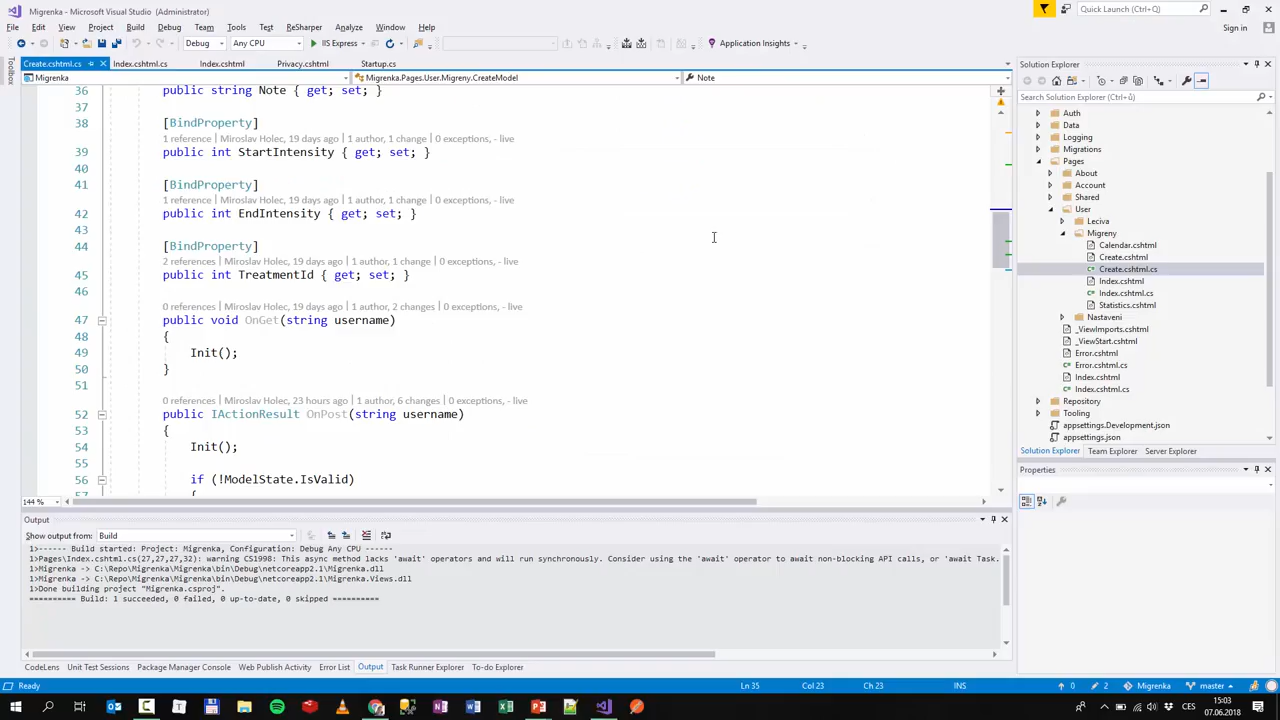 Migrenka - Microsoft Visual Studio (Administrator)
Quick Launch (Ctrl+Q)
File Edit View Project Build Debug Team Tools Test ReSharper Analyze Window Help
Sign in
Debug Any CPU IIS Express Application Insights
Create.cshtml.cs Index.cshtml.cs Index.cshtml Privacy.cshtml Startup.cs
Toolbox
Migrenka Migrenka.Pages.User.Migreny.CreateModel Note
36 public string Note { get; set; }
37
38 [BindProperty]
1 reference | Miroslav Holec, 19 days ago | 1 author, 1 change | 0 exceptions, - live
39 public int StartIntensity { get; set; }
40
41 [BindProperty]
1 reference | Miroslav Holec, 19 days ago | 1 author, 1 change | 0 exceptions, - live
42 public int EndIntensity { get; set; }
43
44 [BindProperty]
2 references | Miroslav Holec, 19 days ago | 1 author, 1 change | 0 exceptions, - live
45 public int TreatmentId { get; set; }
46
0 references | Miroslav Holec, 19 days ago | 1 author, 2 changes | 0 exceptions, - live
47 public void OnGet(string username)
48 {
49 Init();
50 }
51
0 references | Miroslav Holec, 23 hours ago | 1 author, 6 changes | 0 exceptions, - live
52 public IActionResult OnPost(string username)
53 {
54 Init();
55
56 if (!ModelState.IsValid)
57 {
144 %
Solution Explorer
Search Solution Explorer (Ctrl+ů)
Auth
Data
Logging
Migrations
Pages
About
Account
Shared
User
Leciva
Migreny
Calendar.cshtml
Create.cshtml
Create.cshtml.cs
Index.cshtml
Index.cshtml.cs
Statistics.cshtml
Nastaveni
_ViewImports.cshtml
_ViewStart.cshtml
Error.cshtml
Error.cshtml.cs
Index.cshtml
Index.cshtml.cs
Repository
Tooling
appsettings.Development.json
appsettings.json
Solution Explorer Team Explorer Server Explorer
Properties
Output
Show output from: Build
1>------ Build started: Project: Migrenka, Configuration: Debug Any CPU ------
1>Pages\Index.cshtml.cs(27,27,27,32): warning CS1998: This async method lacks 'await' operators and will run synchronously. Consider using the 'await' operator to await non-blocking API calls, or 'await Task.
1>Migrenka -> C:\Repo\Migrenka\Migrenka\bin\Debug\netcoreapp2.1\Migrenka.dll
1>Migrenka -> C:\Repo\Migrenka\Migrenka\bin\Debug\netcoreapp2.1\Migrenka.Views.dll
1>Done building project "Migrenka.csproj".
========== Build: 1 succeeded, 0 failed, 0 up-to-date, 0 skipped ==========
CodeLens Unit Test Sessions Package Manager Console Web Publish Activity Error List Output Task Runner Explorer To-do Explorer
Ready Ln 35 Col 23 Ch 23 INS 0 2 Migrenka master
CES
15:03
07.06.2018